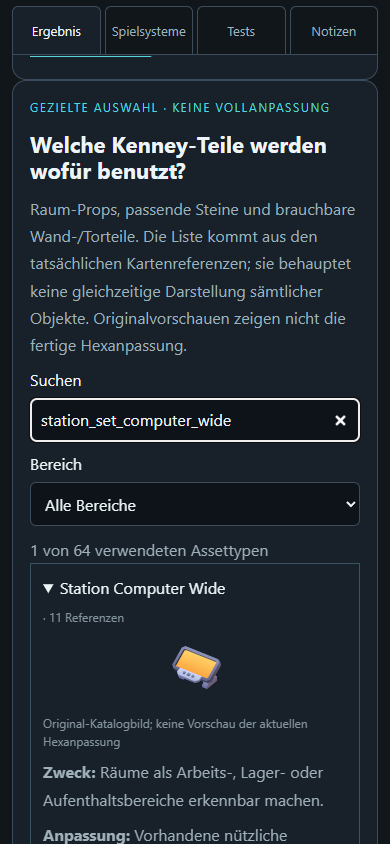 Ergebnis
Spielsysteme
Tests
Notizen
GEZIELTE AUSWAHL · KEINE VOLLANPASSUNG
Welche Kenney-Teile werden
wofür benutzt?
Raum-Props, passende Steine und brauchbare
Wand-/Torteile. Die Liste kommt aus den
tatsächlichen Kartenreferenzen; sie behauptet
keine gleichzeitige Darstellung sämtlicher
Objekte. Originalvorschauen zeigen nicht die
fertige Hexanpassung.
Suchen
station_set_computer_wide
Bereich
Alle Bereiche
1 von 64 verwendeten Assettypen
▼ Station Computer Wide
· 11 Referenzen
Original-Katalogbild; keine Vorschau der aktuellen
Hexanpassung
Zweck: Räume als Arbeits-, Lager- oder
Aufenthaltsbereiche erkennbar machen.
Anpassung: Vorhandene nützliche